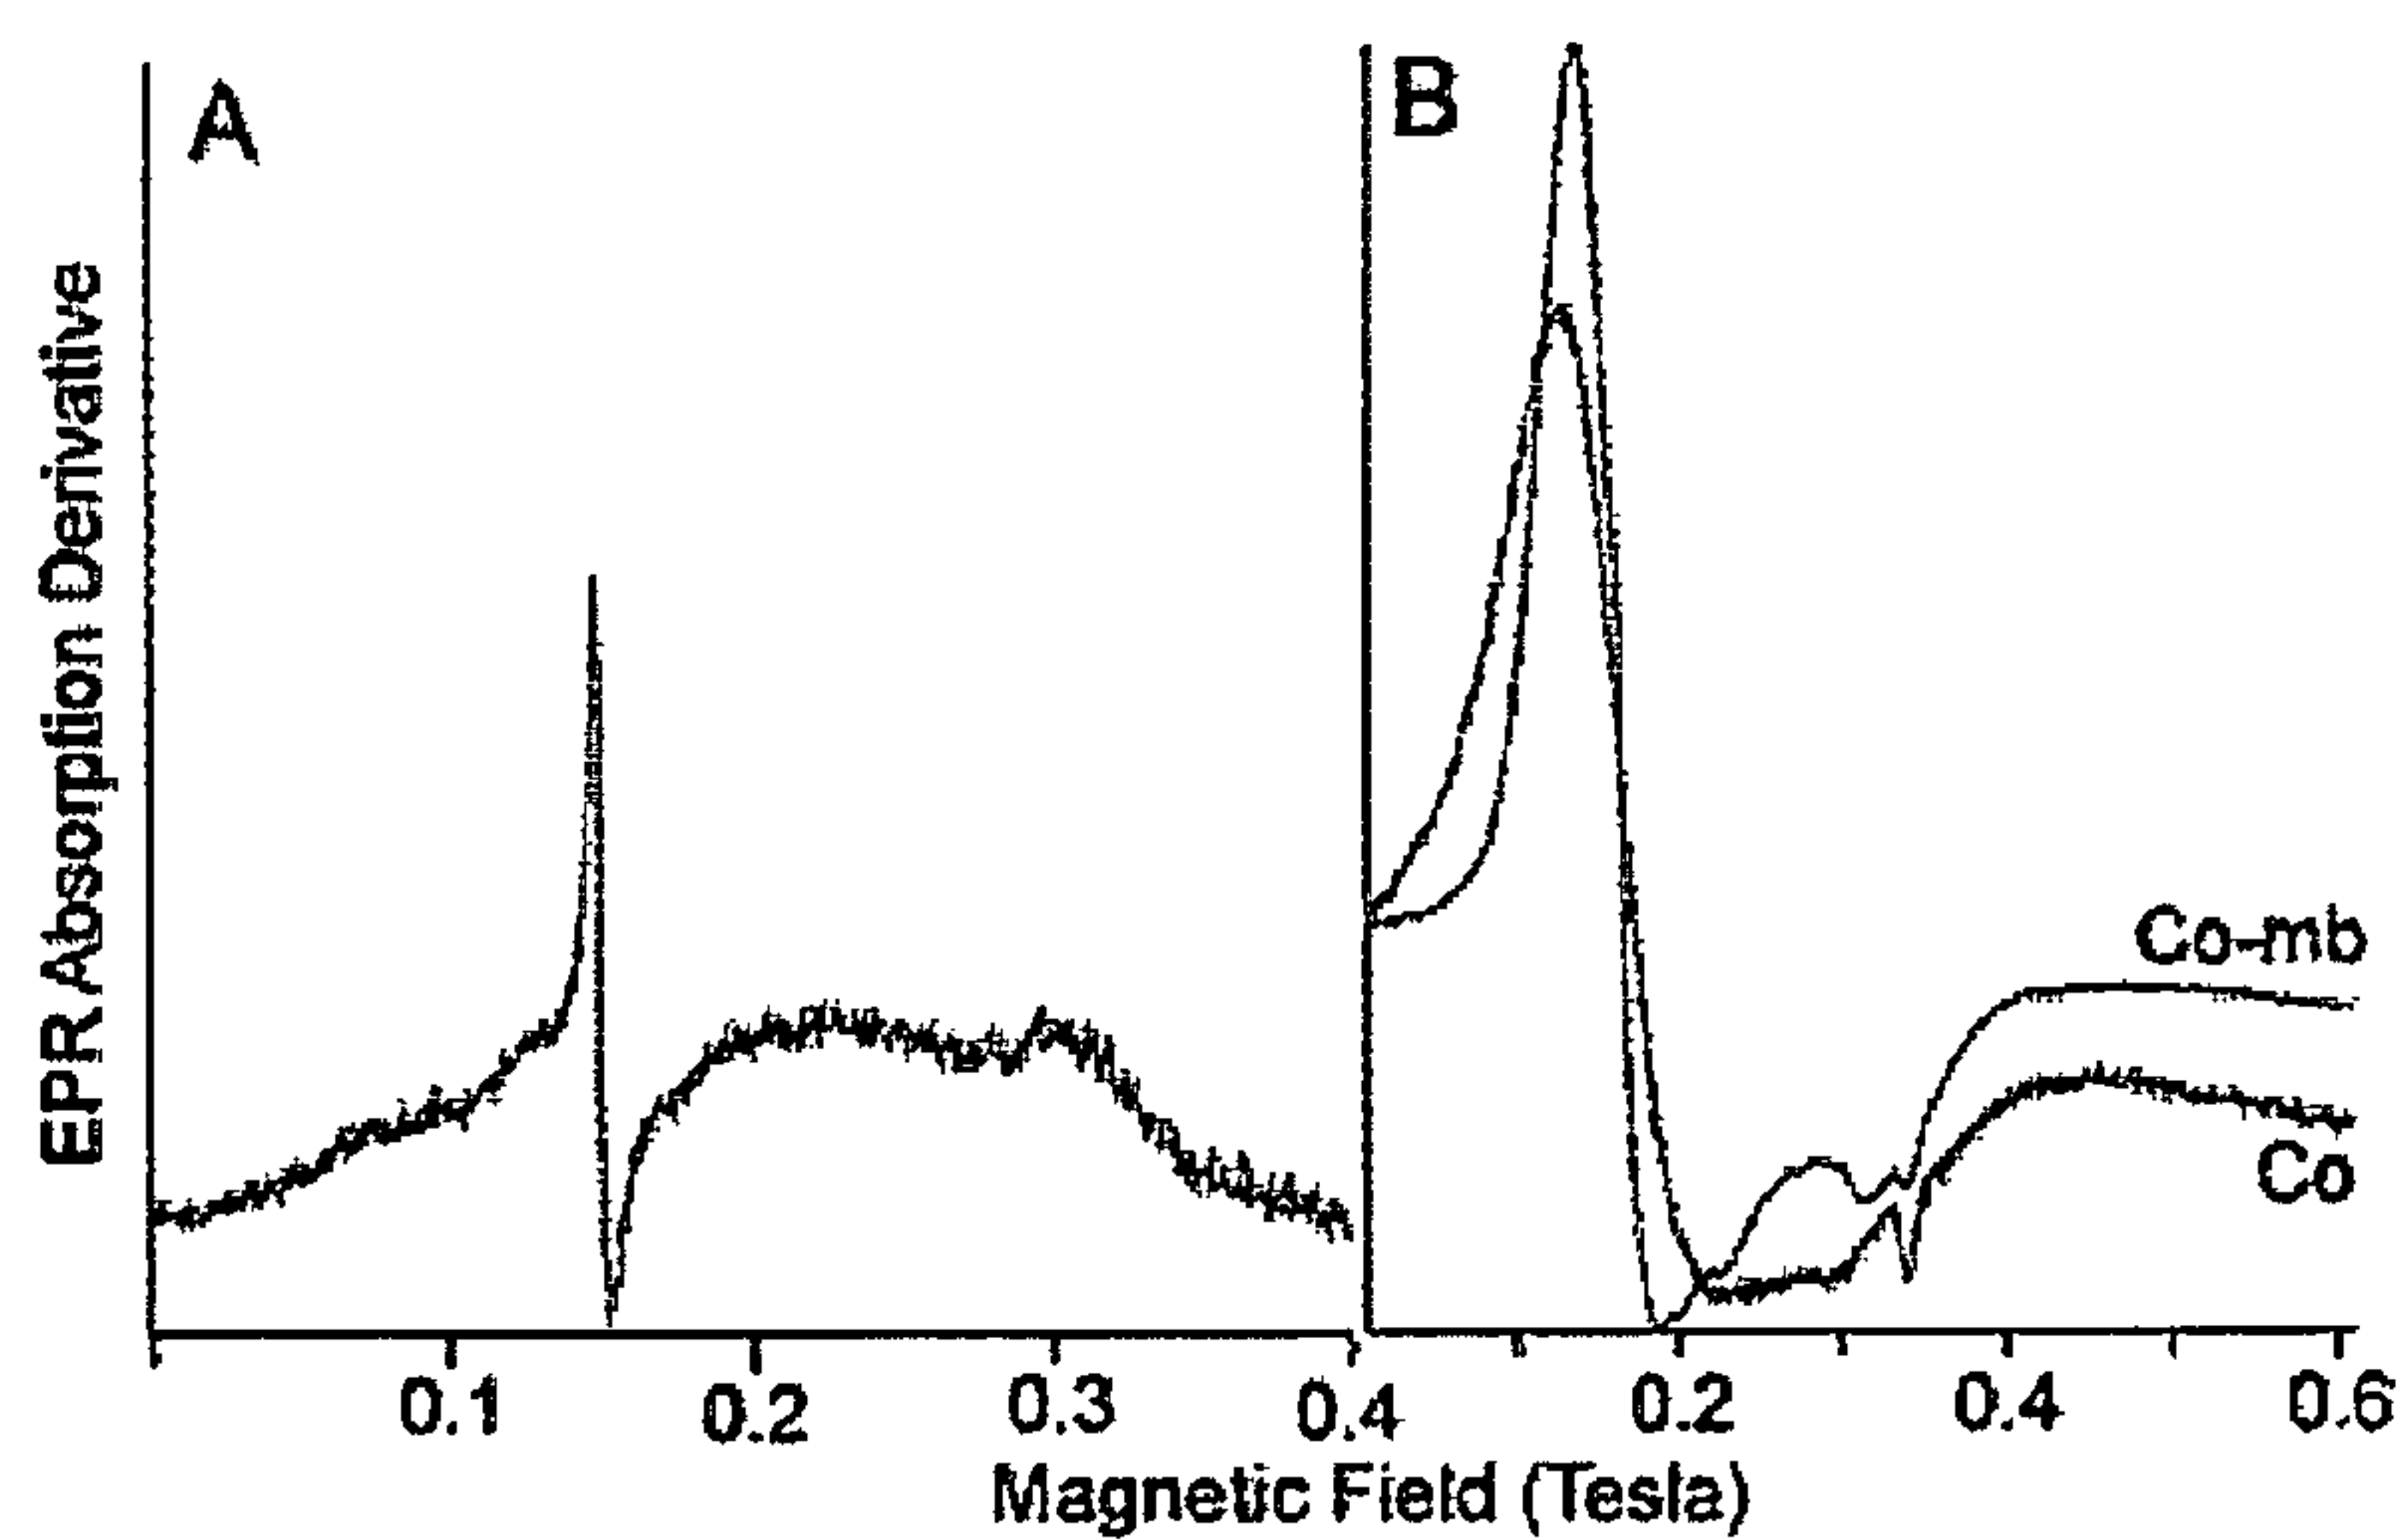 A
B
EPR Absorption Derivative
Co-mb
Co
0.1
0.2
0.3
0.4
0.2
0.4
0.6
Magnetic Field (Tesla)